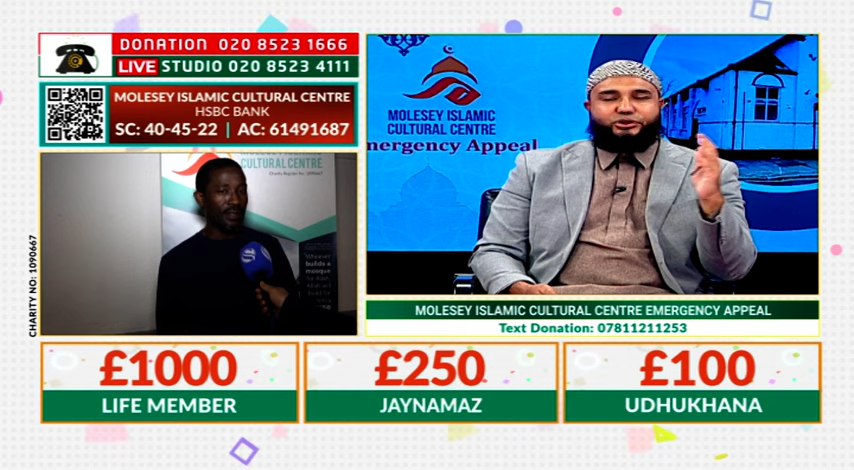 DONATION 020 8523 1666
LIVE STUDIO 020 8523 4111
MOLESEY ISLAMIC CULTURAL CENTRE
HSBC BANK
SC: 40-45-22 | AC: 61491687
CULTURAL CENTRE
builds a
mosque
MOLESEY ISLAMIC
CULTURAL CENTRE
mergency Appeal
CHARITY NO: 1090667
MOLESEY ISLAMIC CULTURAL CENTRE EMERGENCY APPEAL
Text Donation: 07811211253
£1000
LIFE MEMBER
£250
JAYNAMAZ
£100
UDHUKHANA